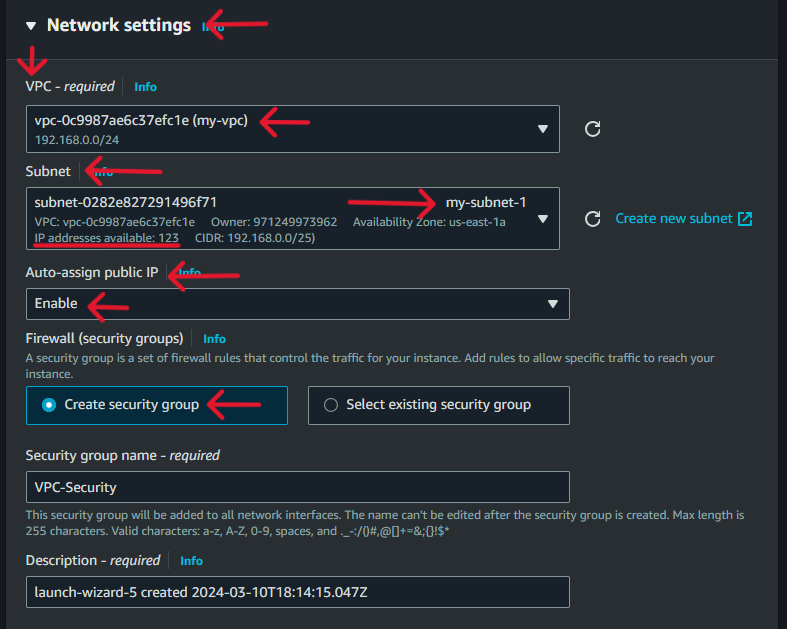 Network settings Info
VPC - required Info
vpc-0c9987ae6c37efc1e (my-vpc)
192.168.0.0/24
Subnet Info
subnet-0282e827291496f71 my-subnet-1
VPC: vpc-0c9987ae6c37efc1e Owner: 971249973962 Availability Zone: us-east-1a
IP addresses available: 123 CIDR: 192.168.0.0/25)
Create new subnet
Auto-assign public IP Info
Enable
Firewall (security groups) Info
A security group is a set of firewall rules that control the traffic for your instance. Add rules to allow specific traffic to reach your
instance.
Create security group Select existing security group
Security group name - required
VPC-Security
This security group will be added to all network interfaces. The name can't be edited after the security group is created. Max length is
255 characters. Valid characters: a-z, A-Z, 0-9, spaces, and ._-:/()#,@[]+=&;{}!$*
Description - required Info
launch-wizard-5 created 2024-03-10T18:14:15.047Z